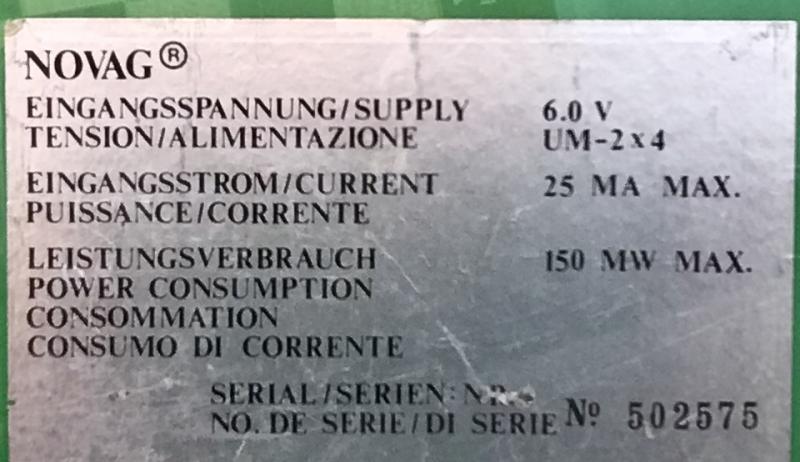 NOVAG®
EINGANGSSPANNUNG/SUPPLY 6.0 V
TENSION/ALIMENTAZIONE UM-2x4
EINGANGSSTROM/CURRENT 25 MA MAX.
PUISSANCE/CORRENTE
LEISTUNGSVERBRAUCH 150 MW MAX.
POWER CONSUMPTION
CONSOMMATION
CONSUMO DI CORRENTE
SERIAL/SERIEN: NR.
NO. DE SERIE/DI SERIE Nº 502575